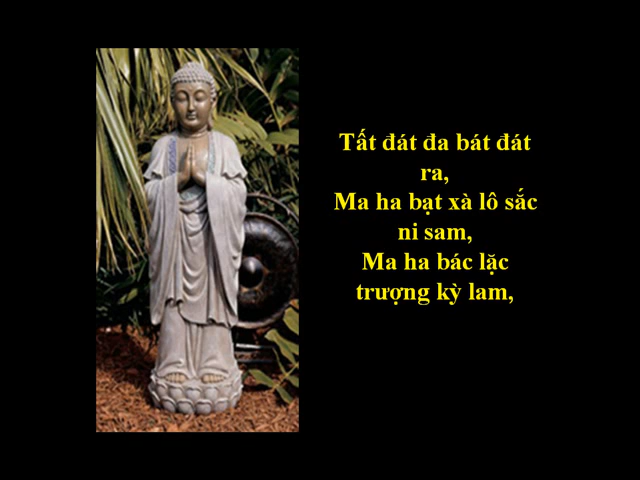 Tất đát đa bát đát
ra,
Ma ha bạt xà lô sắc
ni sam,
Ma ha bác lặc
trượng kỳ lam,